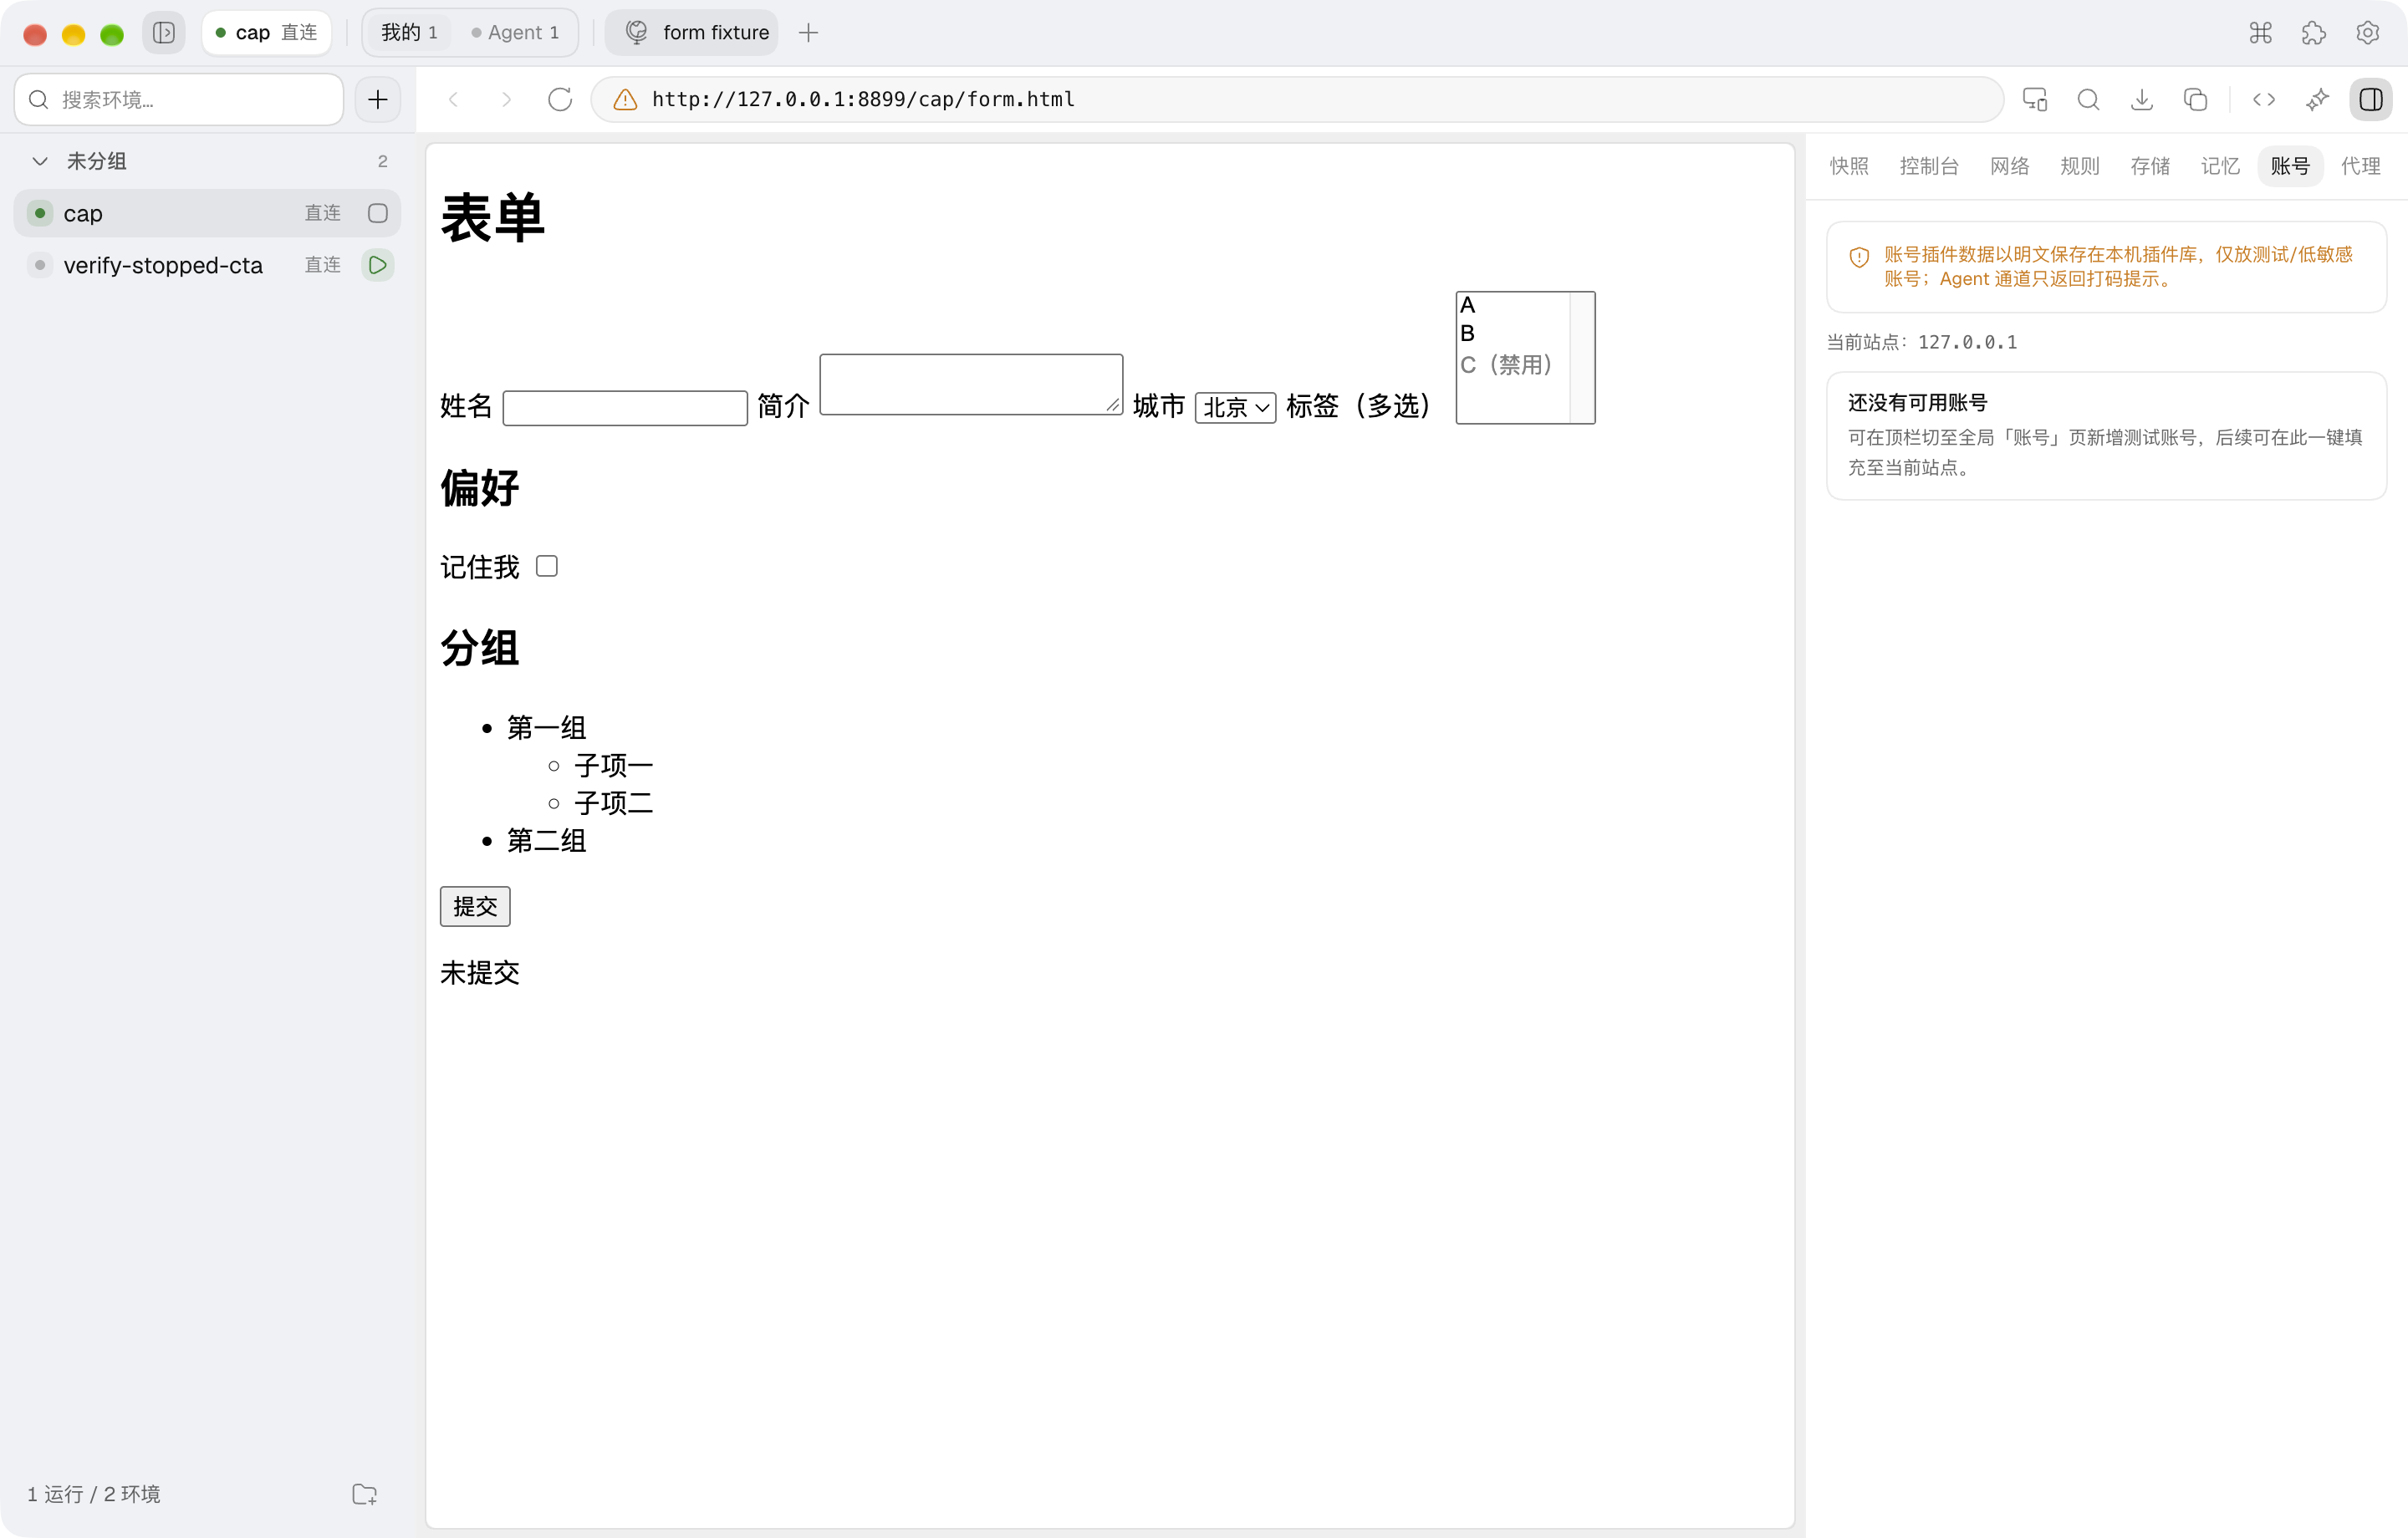 cap 直连 我的 1 Agent 1 form fixture
搜索环境... http://127.0.0.1:8899/cap/form.html
未分组 2
cap 直连
verify-stopped-cta 直连
1 运行 / 2 环境
表单
姓名 简介 城市 北京 标签（多选）
A
B
C（禁用）
偏好
记住我
分组
第一组
子项一
子项二
第二组
提交
未提交
快照 控制台 网络 规则 存储 记忆 账号 代理
账号插件数据以明文保存在本机插件库，仅放测试/低敏感
账号；Agent 通道只返回打码提示。
当前站点：127.0.0.1
还没有可用账号
可在顶栏切至全局「账号」页新增测试账号，后续可在此一键填
充至当前站点。